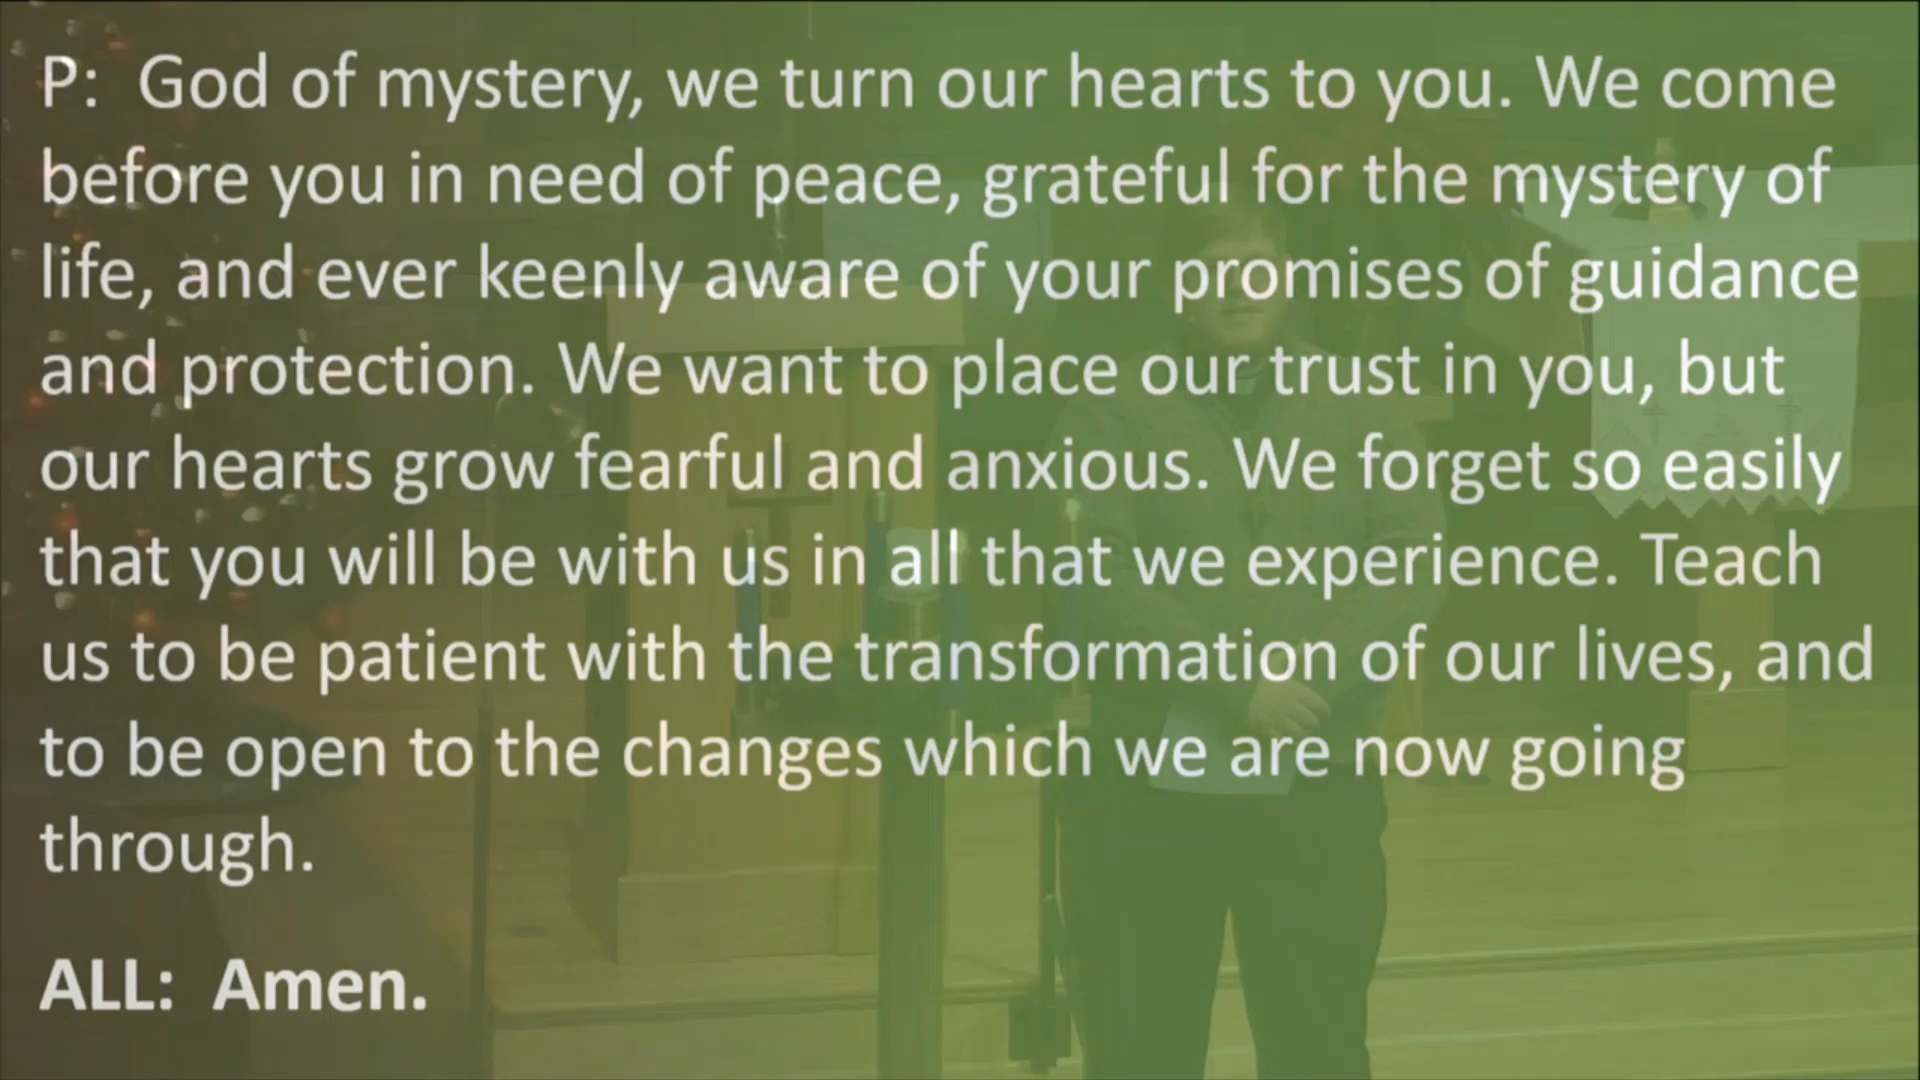 P: God of mystery, we turn our hearts to you. We come
before you in need of peace, grateful for the mystery of
life, and ever keenly aware of your promises of guidance
and protection. We want to place our trust in you, but
our hearts grow fearful and anxious. We forget so easily
that you will be with us in all that we experience. Teach
us to be patient with the transformation of our lives, and
to be open to the changes which we are now going
through.
ALL: Amen.